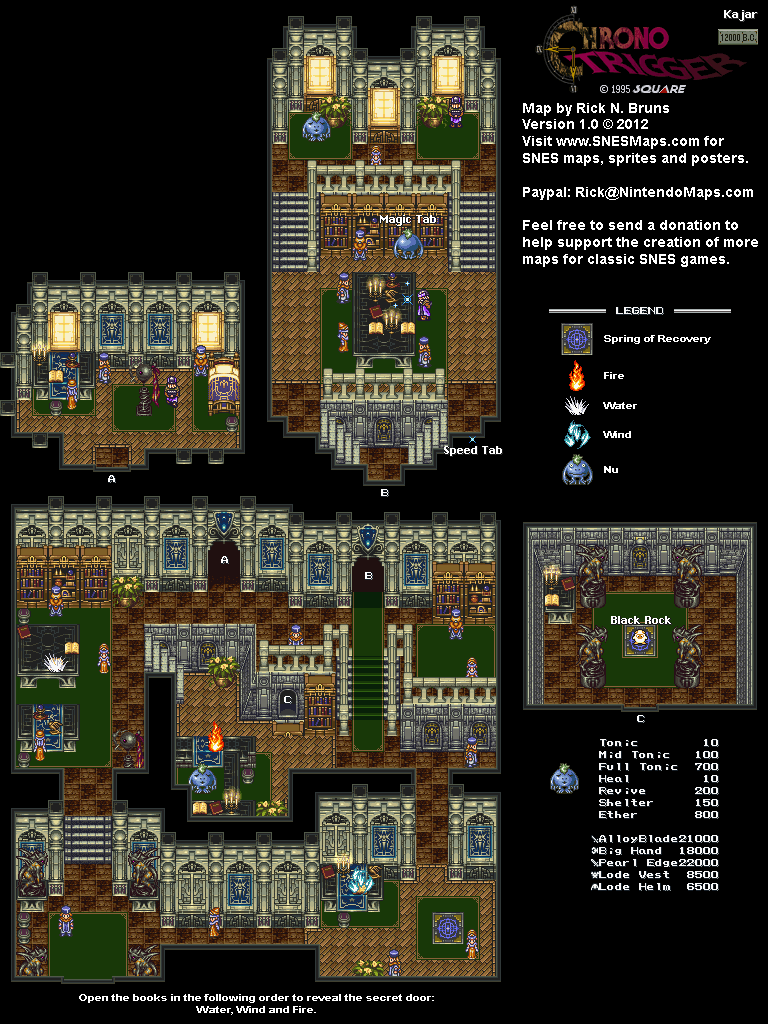 Kajar
12000 B.C.
CHRONO
TRIGGER
© 1995 SQUARE
Map by Rick N. Bruns
Version 1.0 © 2012
Visit www.SNESMaps.com for
SNES maps, sprites and posters.
Paypal: Rick@NintendoMaps.com
Feel free to send a donation to
help support the creation of more
maps for classic SNES games.
LEGEND
Spring of Recovery
Fire
Water
Wind
Nu
Magic Tab
Speed Tab
A
B
A
B
C
Black Rock
C
Tonic 10
Mid Tonic 100
Full Tonic 700
Heal 10
Revive 200
Shelter 150
Ether 800
AlloyBlade21000
Big Hand 18000
Pearl Edge22000
Lode Vest 8500
Lode Helm 6500
Open the books in the following order to reveal the secret door:
Water, Wind and Fire.